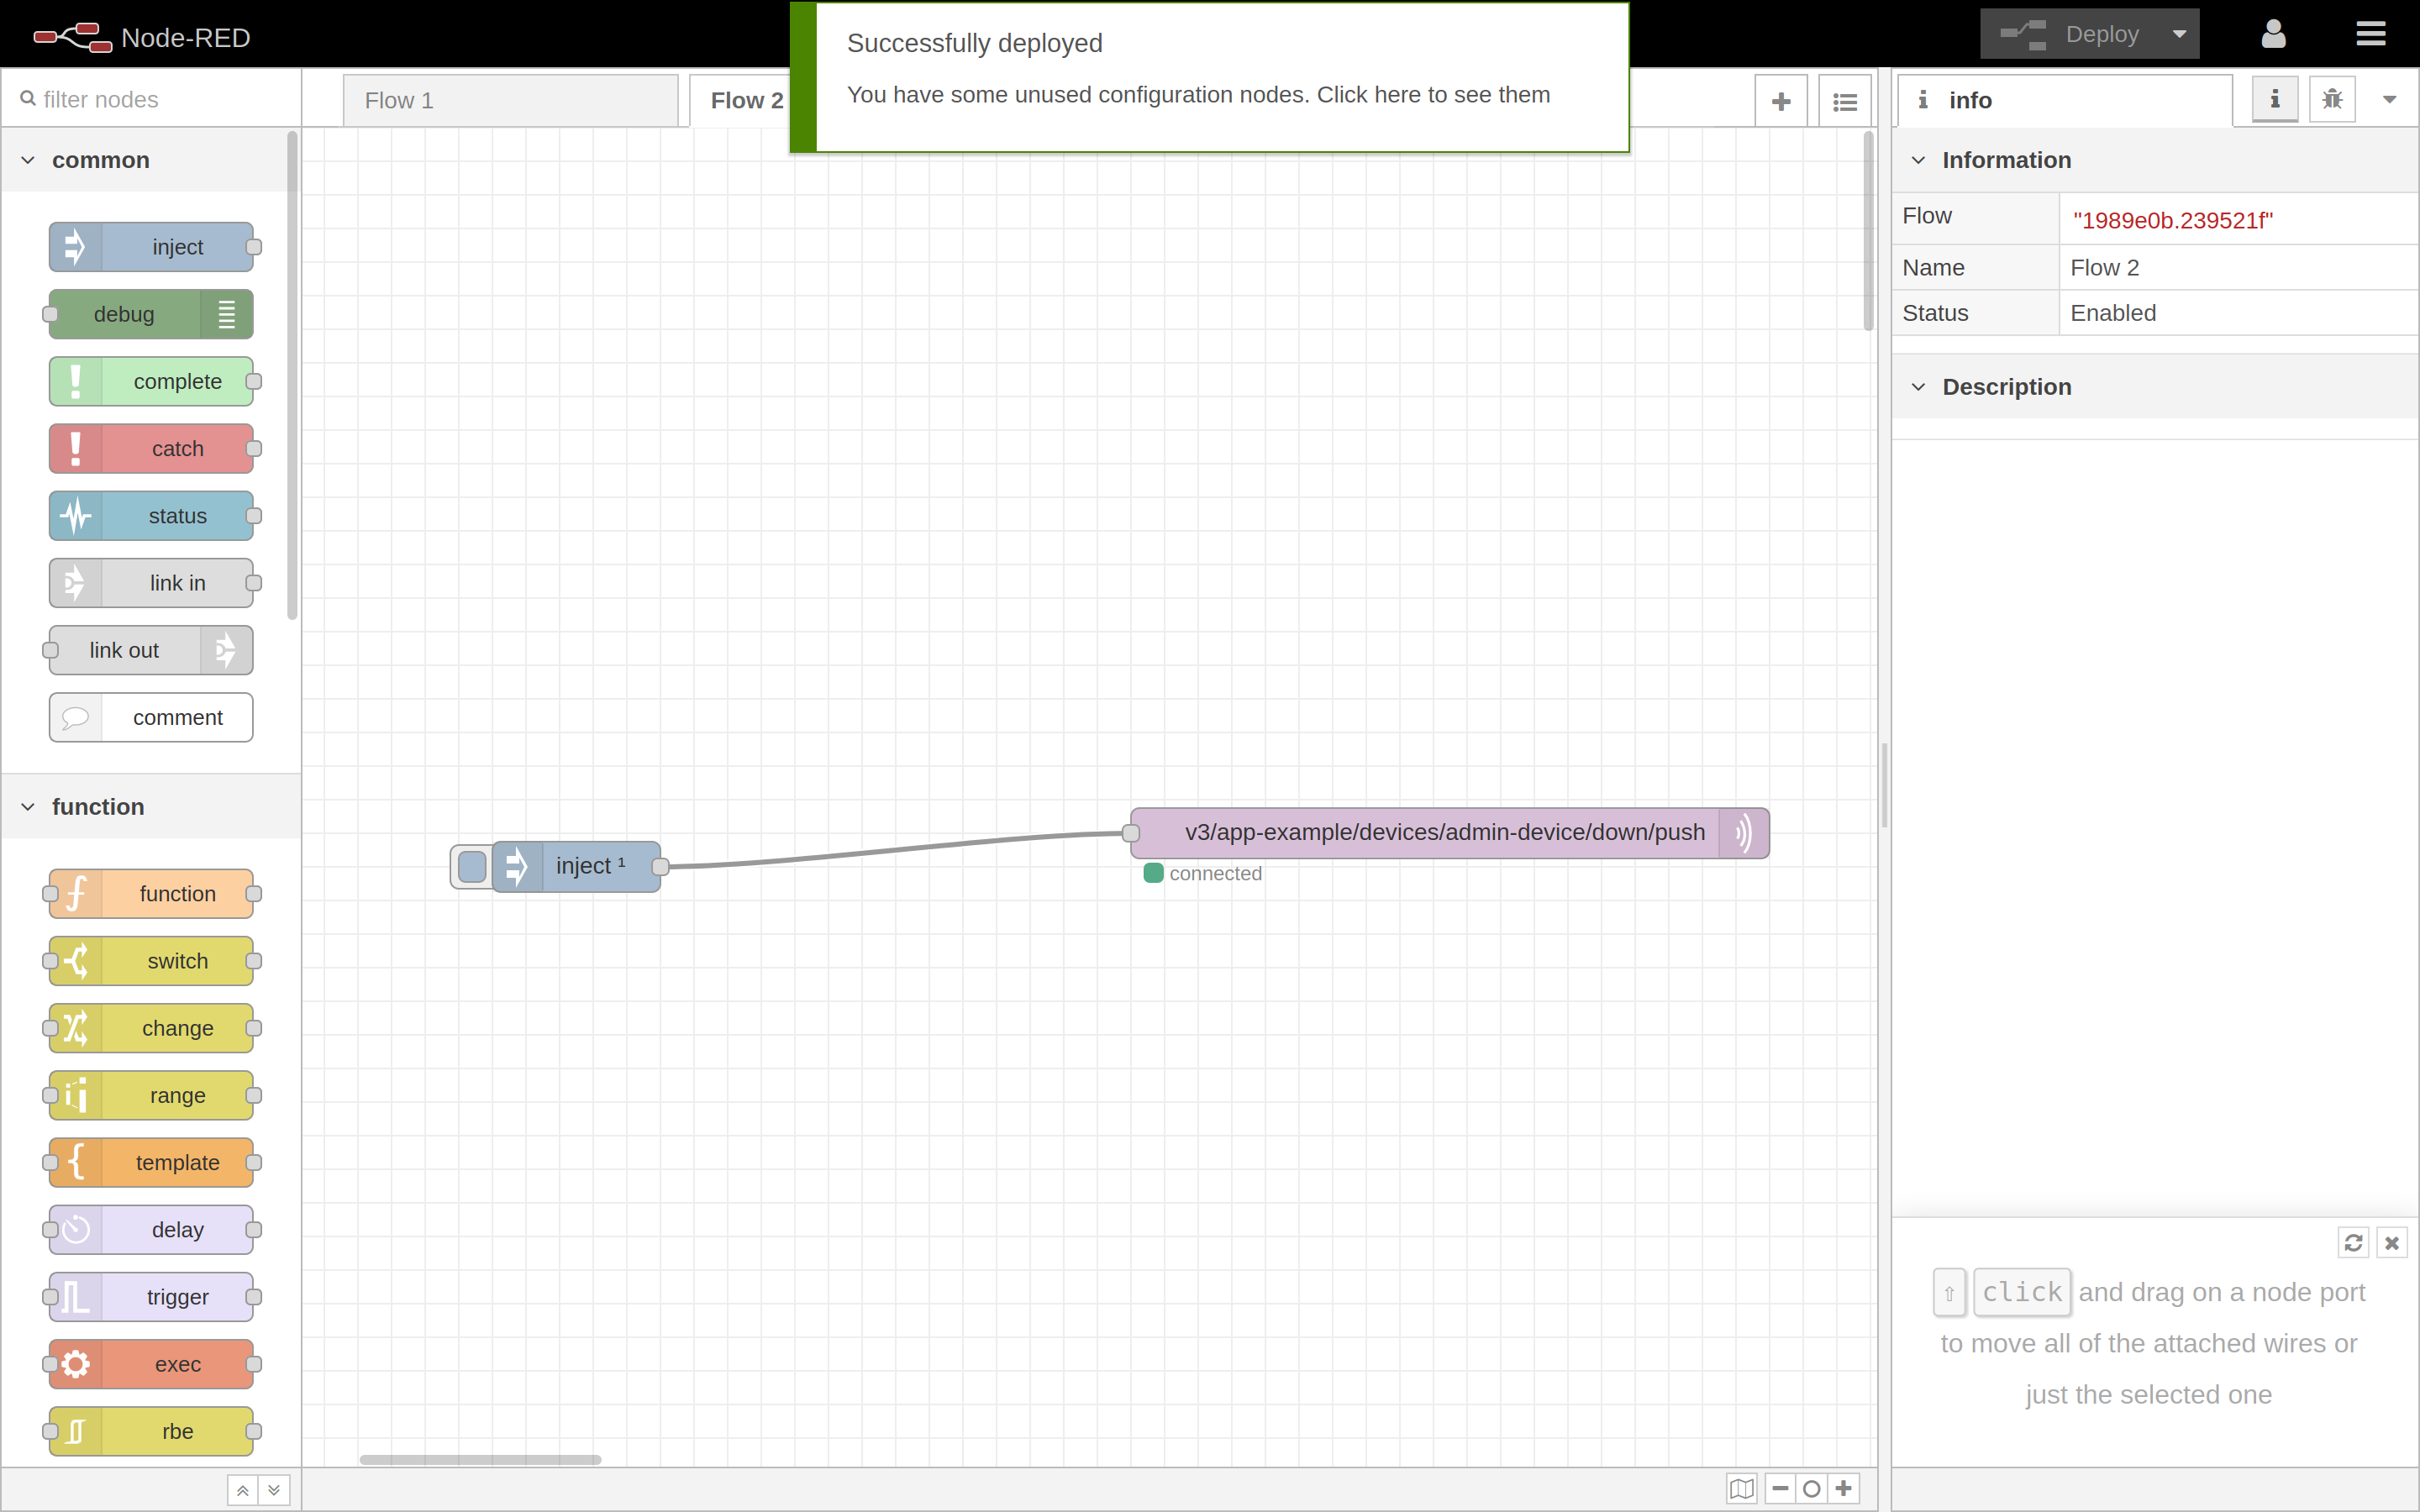 Node-RED
Successfully deployed
You have some unused configuration nodes. Click here to see them
Deploy
filter nodes
Flow 1
Flow 2
info
common
inject
debug
complete
catch
status
link in
link out
comment
function
function
switch
change
range
template
delay
trigger
exec
rbe
inject ¹
v3/app-example/devices/admin-device/down/push
connected
Information
Flow "1989e0b.239521f"
Name Flow 2
Status Enabled
Description
⇧ click and drag on a node port
to move all of the attached wires or
just the selected one